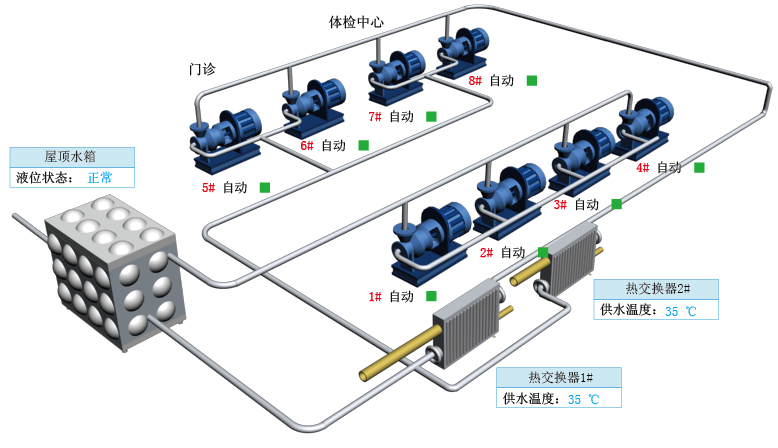 体检中心
门诊
8# 自动
7# 自动
6# 自动
5# 自动
屋顶水箱
液位状态： 正常
4# 自动
3# 自动
2# 自动
1# 自动
热交换器2#
供水温度： 35 ℃
热交换器1#
供水温度： 35 ℃